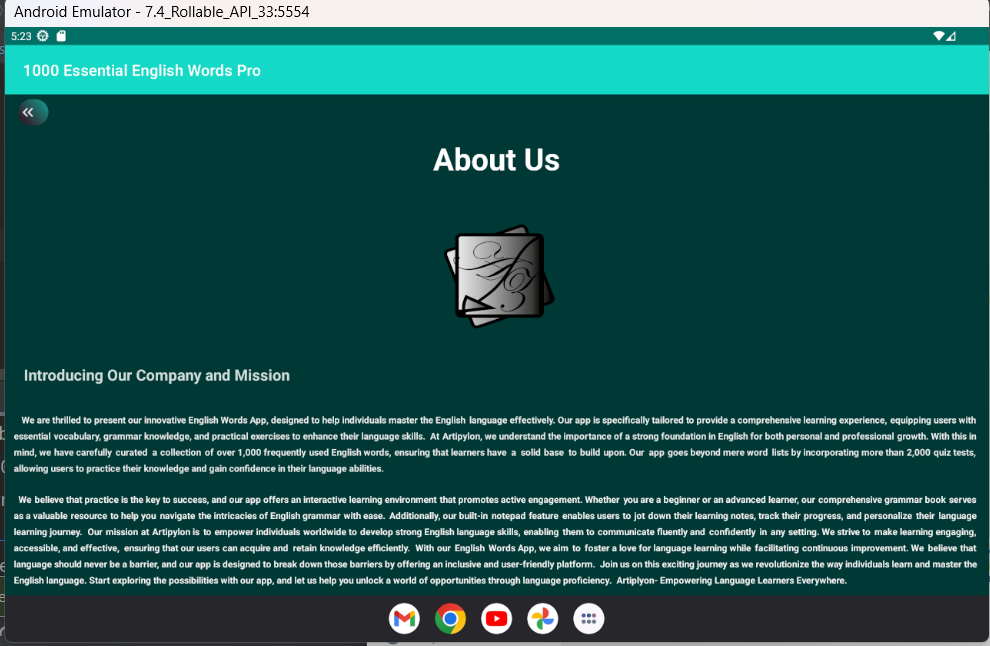 Android Emulator - 7.4_Rollable_API_33:5554
5:23
1000 Essential English Words Pro
About Us
Introducing Our Company and Mission
We are thrilled to present our innovative English Words App, designed to help individuals master the English language effectively. Our app is specifically tailored to provide a comprehensive learning experience, equipping users with
essential vocabulary, grammar knowledge, and practical exercises to enhance their language skills. At Artipylon, we understand the importance of a strong foundation in English for both personal and professional growth. With this in
mind, we have carefully curated a collection of over 1,000 frequently used English words, ensuring that learners have a solid base to build upon. Our app goes beyond mere word lists by incorporating more than 2,000 quiz tests,
allowing users to practice their knowledge and gain confidence in their language abilities.
We believe that practice is the key to success, and our app offers an interactive learning environment that promotes active engagement. Whether you are a beginner or an advanced learner, our comprehensive grammar book serves
as a valuable resource to help you navigate the intricacies of English grammar with ease. Additionally, our built-in notepad feature enables users to jot down their learning notes, track their progress, and personalize their language
learning journey. Our mission at Artipylon is to empower individuals worldwide to develop strong English language skills, enabling them to communicate fluently and confidently in any setting. We strive to make learning engaging,
accessible, and effective, ensuring that our users can acquire and retain knowledge efficiently. With our English Words App, we aim to foster a love for language learning while facilitating continuous improvement. We believe that
language should never be a barrier, and our app is designed to break down those barriers by offering an inclusive and user-friendly platform. Join us on this exciting journey as we revolutionize the way individuals learn and master the
English language. Start exploring the possibilities with our app, and let us help you unlock a world of opportunities through language proficiency. Artiplyon- Empowering Language Learners Everywhere.